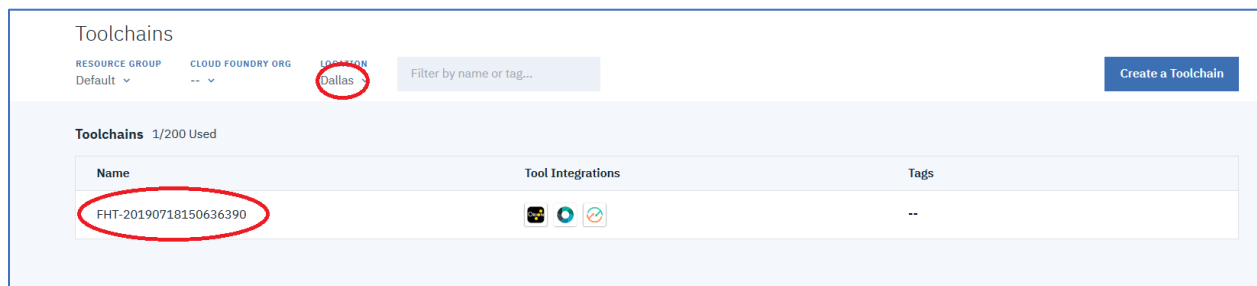 Toolchains
RESOURCE GROUP CLOUD FOUNDRY ORG LOCATION
Default -- Dallas Filter by name or tag... Create a Toolchain
Toolchains 1/200 Used
Name Tool Integrations Tags
FHT-20190718150636390 --